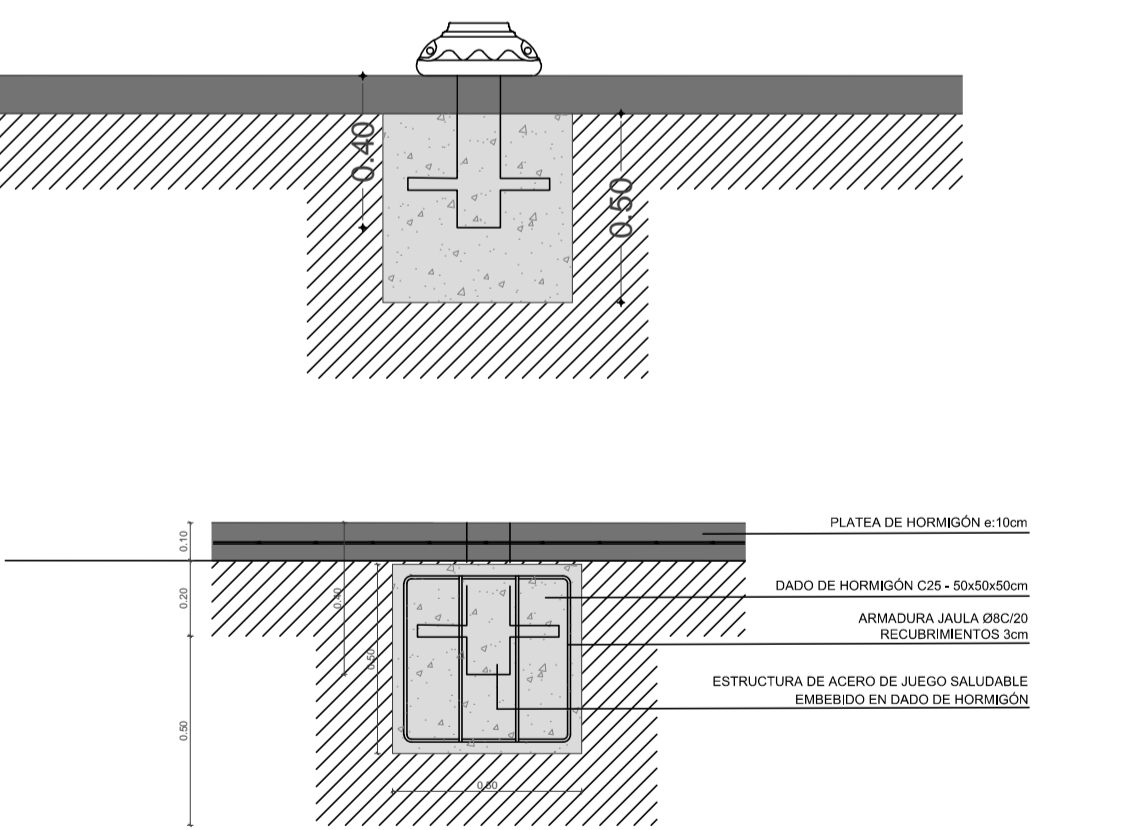 0.40
0.50
PLATEA DE HORMIGÓN e:10cm
0.10
DADO DE HORMIGÓN C25 - 50x50x50cm
0.20
0.40
ARMADURA JAULA Ø8C/20
RECUBRIMIENTOS 3cm
0.50
ESTRUCTURA DE ACERO DE JUEGO SALUDABLE
EMBEBIDO EN DADO DE HORMIGÓN
0.50
0.50